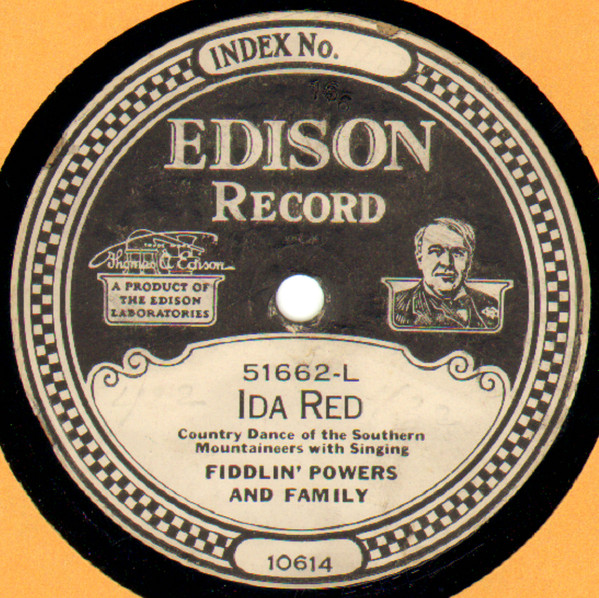 INDEX No.
EDISON
RECORD
Thomas A Edison
A PRODUCT OF
THE EDISON
LABORATORIES
51662-L
IDA RED
Country Dance of the Southern
Mountaineers with Singing
FIDDLIN' POWERS
AND FAMILY
10614